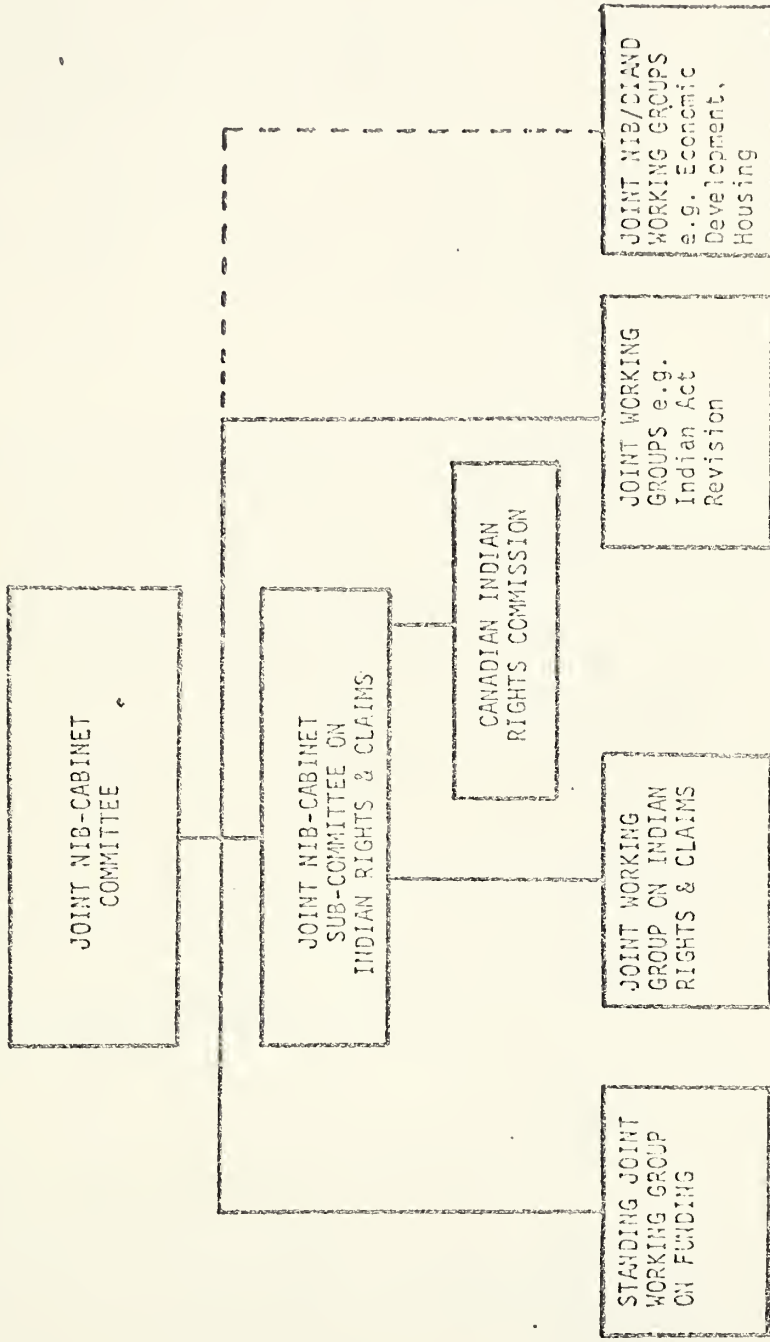 JOINT NIB-CABINET
COMMITTEE
JOINT NIB-CABINET
SUB-COMMITTEE ON
INDIAN RIGHTS & CLAIMS
CANADIAN INDIAN
RIGHTS COMMISSION
STANDING JOINT
WORKING GROUP
ON FUNDING
JOINT WORKING
GROUP ON INDIAN
RIGHTS & CLAIMS
JOINT WORKING
GROUPS e.g.
Indian Act
Revision
JOINT NIB/DIAND
WORKING GROUPS
e.g. Economic
Development,
Housing